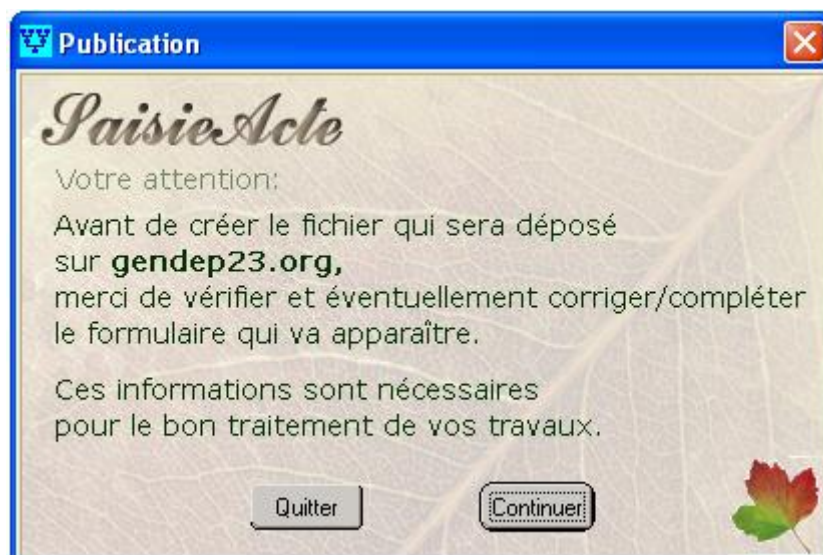 Publication
SaisieActe
Votre attention:
Avant de créer le fichier qui sera déposé
sur gendep23.org,
merci de vérifier et éventuellement corriger/compléter
le formulaire qui va apparaître.
Ces informations sont nécessaires
pour le bon traitement de vos travaux.
Quitter
Continuer